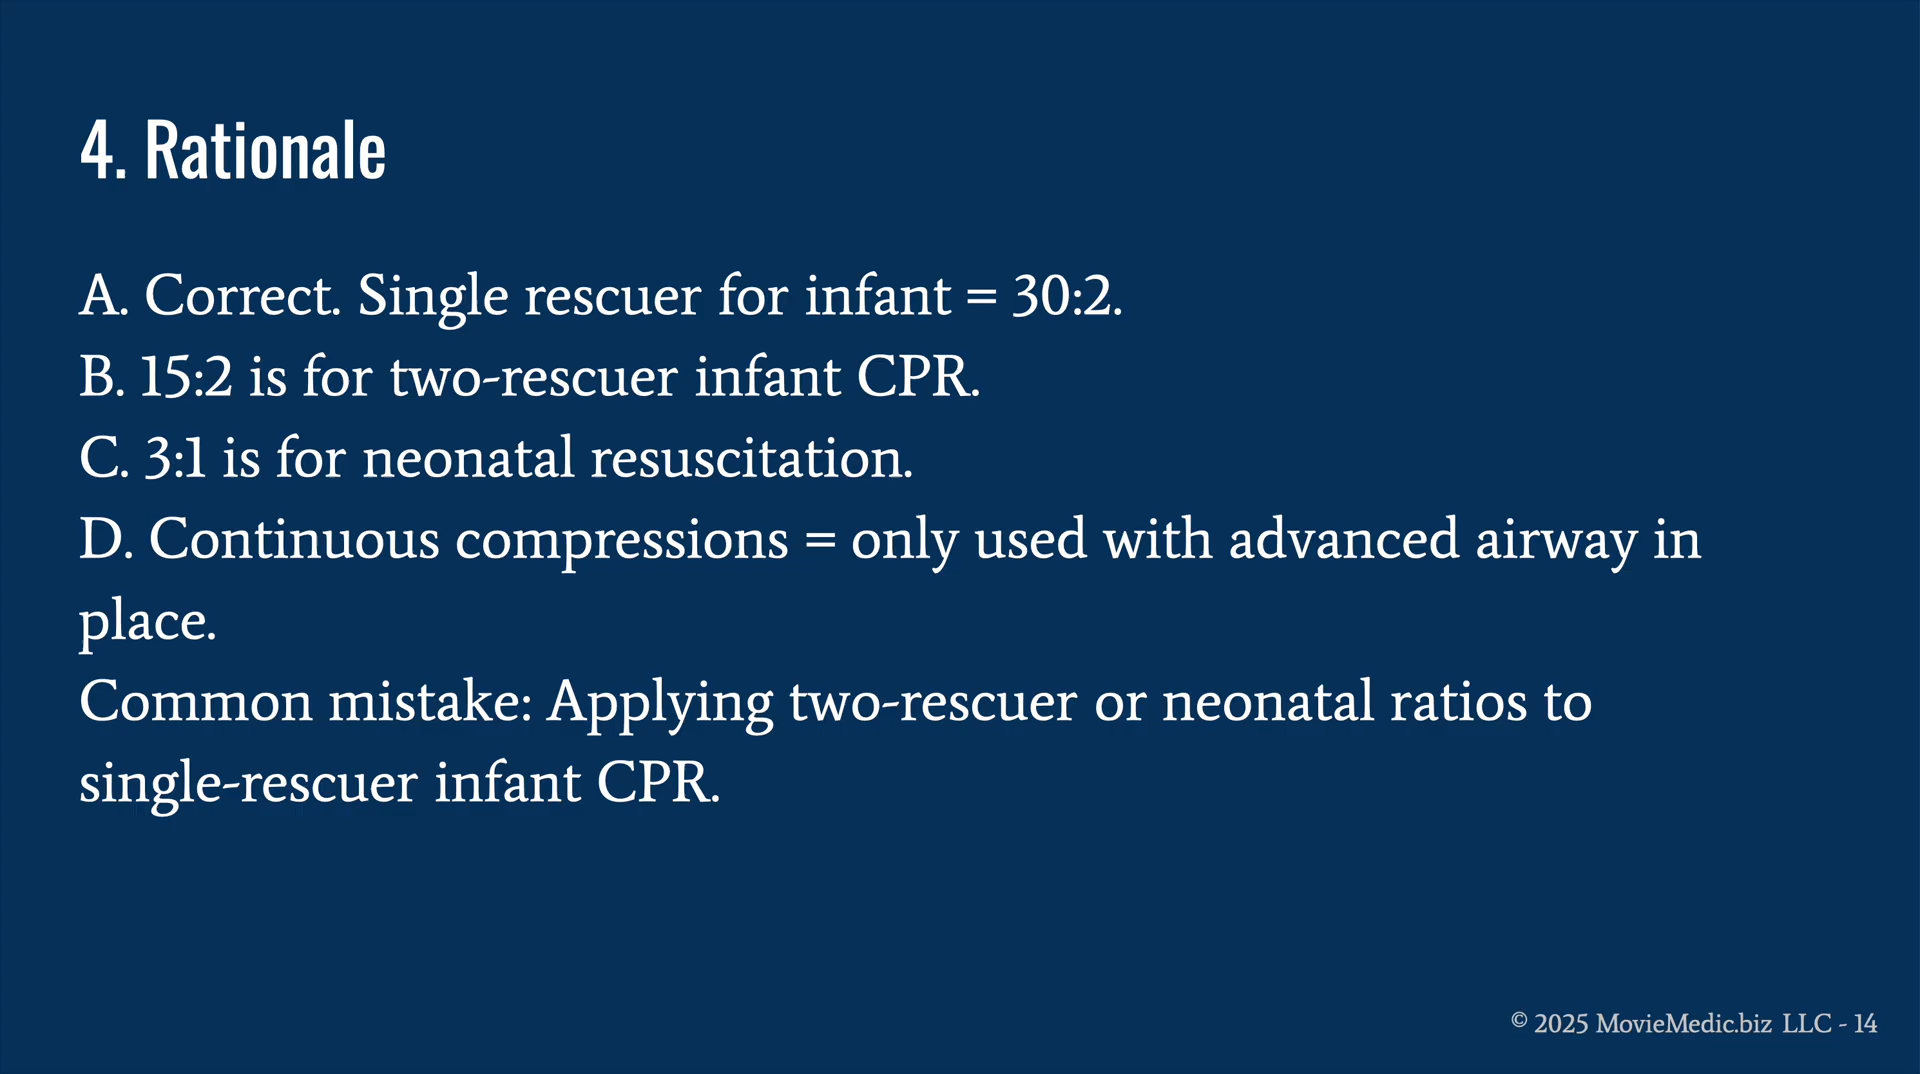 4. Rationale
A. Correct. Single rescuer for infant = 30:2.
B. 15:2 is for two-rescuer infant CPR.
C. 3:1 is for neonatal resuscitation.
D. Continuous compressions = only used with advanced airway in
place.
Common mistake: Applying two-rescuer or neonatal ratios to
single-rescuer infant CPR.
© 2025 MovieMedic.biz LLC - 14